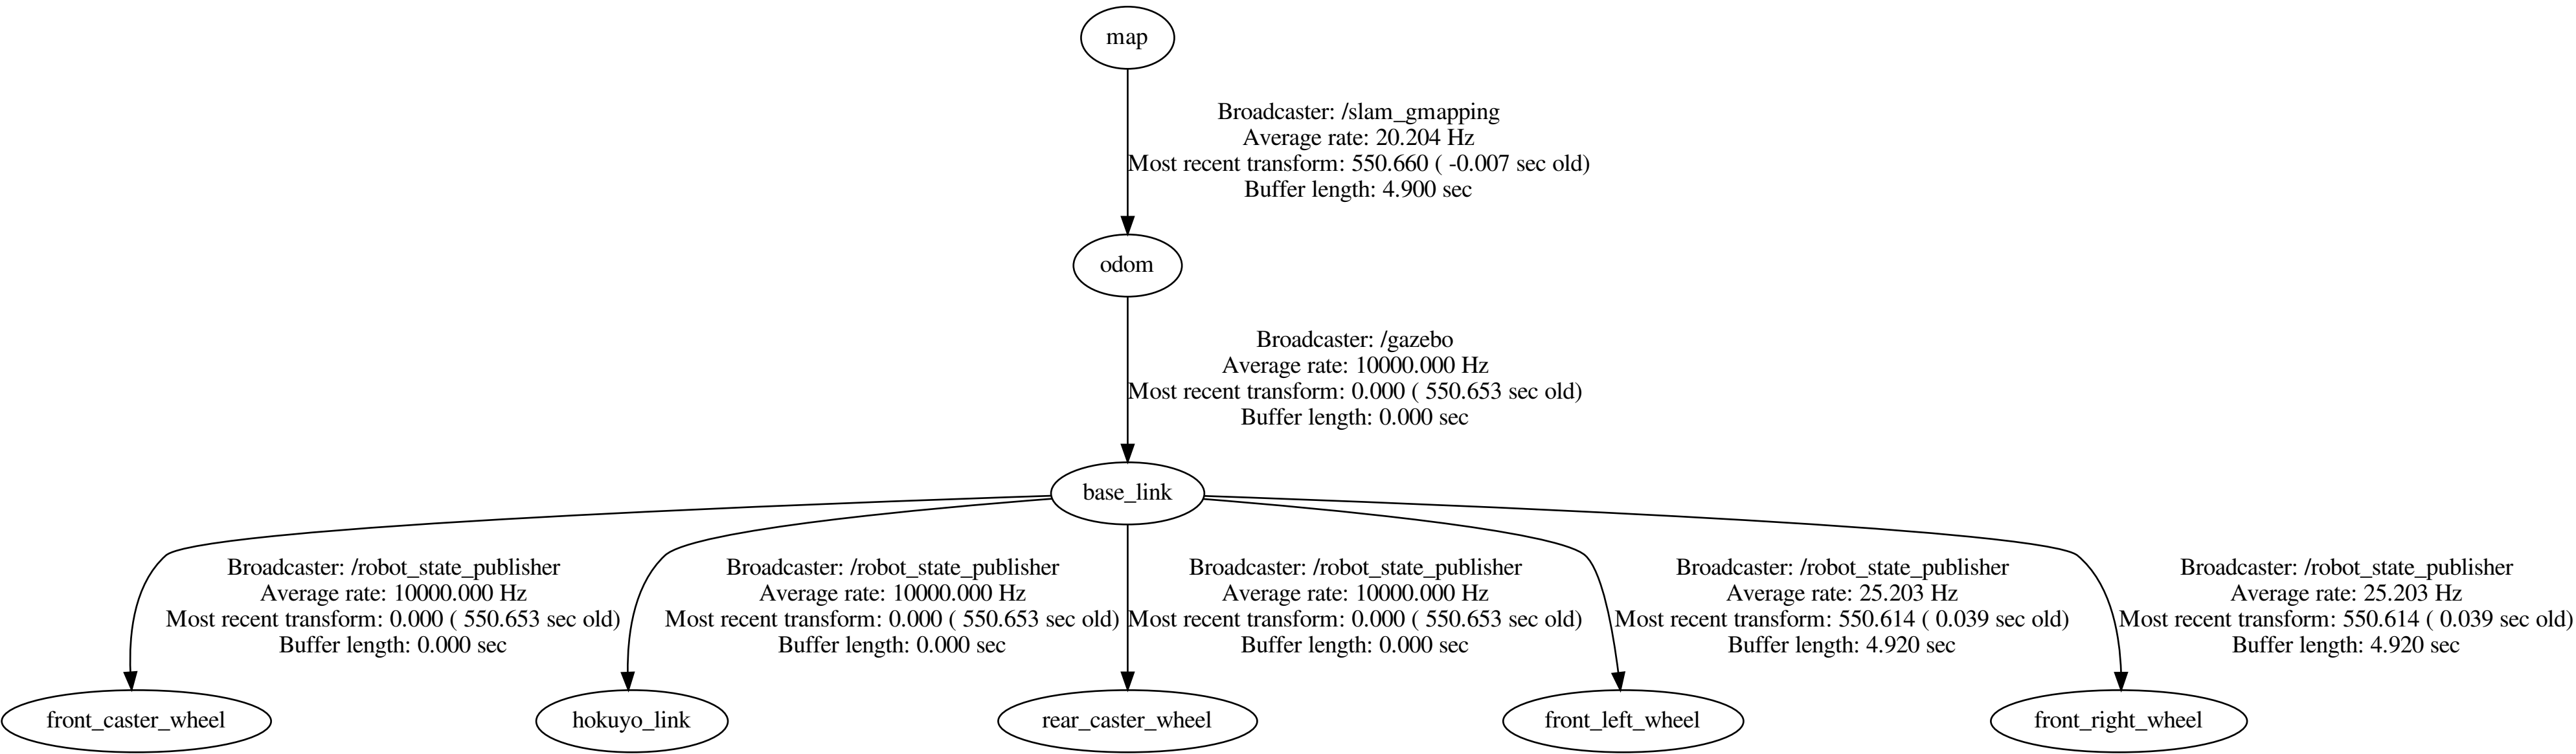 map
Broadcaster: /slam_gmapping
Average rate: 20.204 Hz
Most recent transform: 550.660 ( -0.007 sec old)
Buffer length: 4.900 sec
odom
Broadcaster: /gazebo
Average rate: 10000.000 Hz
Most recent transform: 0.000 ( 550.653 sec old)
Buffer length: 0.000 sec
base_link
Broadcaster: /robot_state_publisher
Average rate: 10000.000 Hz
Most recent transform: 0.000 ( 550.653 sec old)
Buffer length: 0.000 sec
Broadcaster: /robot_state_publisher
Average rate: 10000.000 Hz
Most recent transform: 0.000 ( 550.653 sec old)
Buffer length: 0.000 sec
Broadcaster: /robot_state_publisher
Average rate: 10000.000 Hz
Most recent transform: 0.000 ( 550.653 sec old)
Buffer length: 0.000 sec
Broadcaster: /robot_state_publisher
Average rate: 25.203 Hz
Most recent transform: 550.614 ( 0.039 sec old)
Buffer length: 4.920 sec
Broadcaster: /robot_state_publisher
Average rate: 25.203 Hz
Most recent transform: 550.614 ( 0.039 sec old)
Buffer length: 4.920 sec
front_caster_wheel
hokuyo_link
rear_caster_wheel
front_left_wheel
front_right_wheel